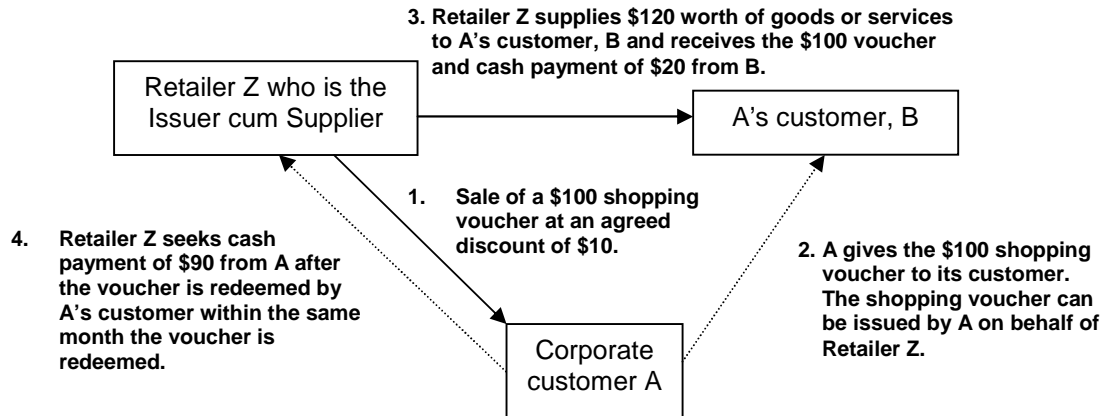 3. Retailer Z supplies $120 worth of goods or services
to A's customer, B and receives the $100 voucher
and cash payment of $20 from B.
Retailer Z who is the
Issuer cum Supplier
A's customer, B
1. Sale of a $100 shopping
voucher at an agreed
discount of $10.
4. Retailer Z seeks cash
payment of $90 from A after
the voucher is redeemed by
A's customer within the same
month the voucher is
redeemed.
2. A gives the $100 shopping
voucher to its customer.
The shopping voucher can
be issued by A on behalf of
Retailer Z.
Corporate
customer A